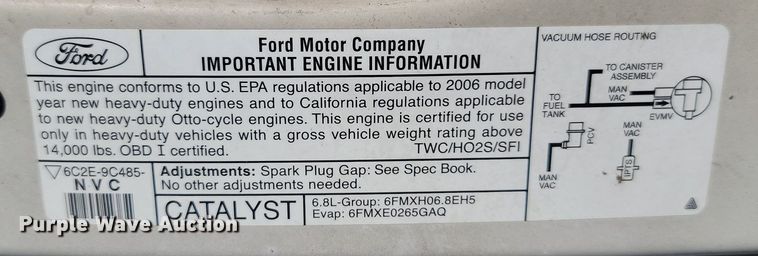 Ford
Ford Motor Company
IMPORTANT ENGINE INFORMATION
This engine conforms to U.S. EPA regulations applicable to 2006 model
year new heavy-duty engines and to California regulations applicable
to new heavy-duty Otto-cycle engines. This engine is certified for use
only in heavy-duty vehicles with a gross vehicle weight rating above
14,000 lbs. OBD I certified.
TWC/HO2S/SFI
6C2E-9C485-
N V C
Adjustments: Spark Plug Gap: See Spec Book.
No other adjustments needed.
CATALYST
6.8L-Group: 6FMXH06.8EH5
Evap: 6FMXE0265GAQ
VACUUM HOSE ROUTING
TO CANISTER
ASSEMBLY
MAN
VAC
TO
FUEL
TANK
EVMV
PCV
MAN
VAC
MAN
VAC
IPTS
Purple Wave Auction